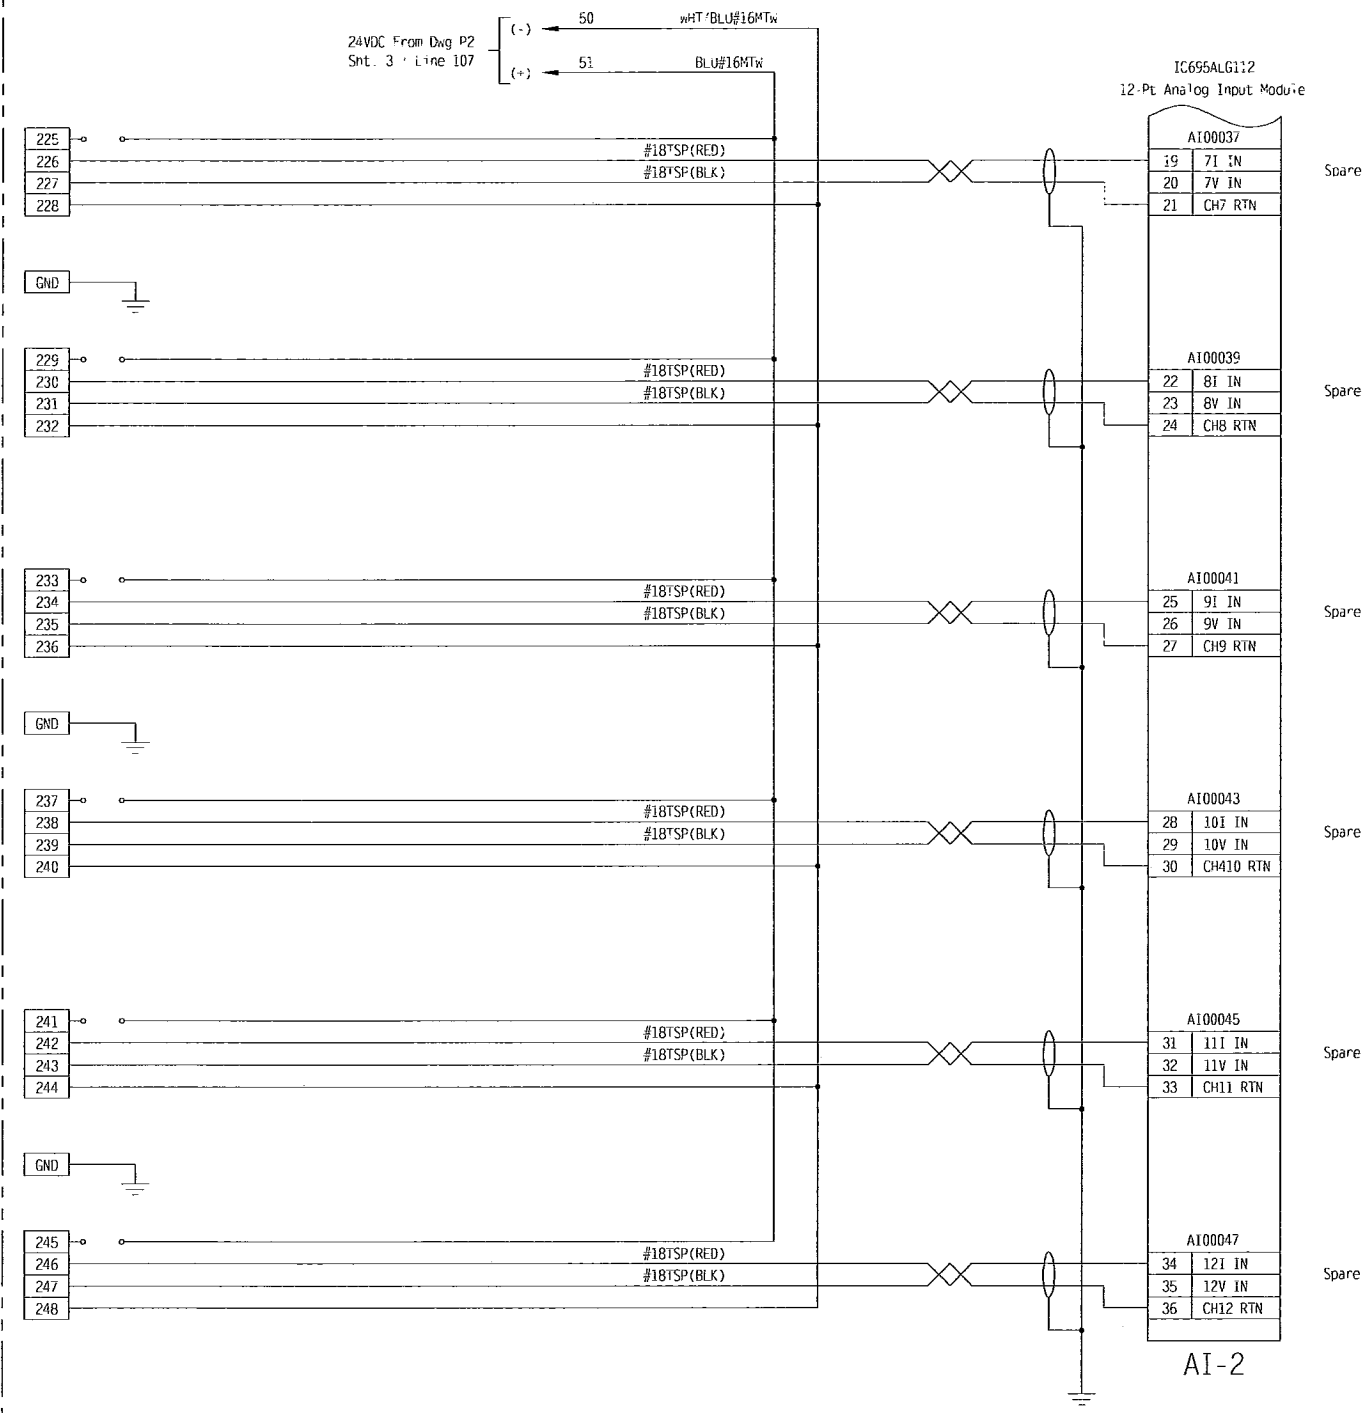 50 WHT/BLU#16MTW
24VDC From Dwg P2 (-)
Sht. 3 / Line 107
(+) 51 BLU#16MTW
IC695ALG112
12-Pt Analog Input Module
225 AI00037
226 #18TSP(RED) 19 7I IN
227 #18TSP(BLK) 20 7V IN Spare
228 21 CH7 RTN
GND
229 AI00039
230 #18TSP(RED) 22 8I IN
231 #18TSP(BLK) 23 8V IN Spare
232 24 CH8 RTN
233 AI00041
234 #18TSP(RED) 25 9I IN
235 #18TSP(BLK) 26 9V IN Spare
236 27 CH9 RTN
GND
237 AI00043
238 #18TSP(RED) 28 10I IN
239 #18TSP(BLK) 29 10V IN Spare
240 30 CH410 RTN
241 AI00045
242 #18TSP(RED) 31 11I IN
243 #18TSP(BLK) 32 11V IN Spare
244 33 CH11 RTN
GND
245 AI00047
246 #18TSP(RED) 34 12I IN
247 #18TSP(BLK) 35 12V IN Spare
248 36 CH12 RTN
AI-2